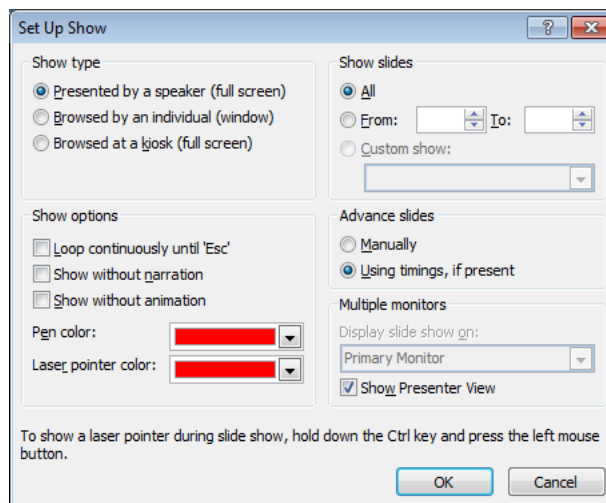 Set Up Show
Show type
Presented by a speaker (full screen)
Browsed by an individual (window)
Browsed at a kiosk (full screen)
Show slides
All
From: To:
Custom show:
Show options
Loop continuously until 'Esc'
Show without narration
Show without animation
Pen color:
Laser pointer color:
Advance slides
Manually
Using timings, if present
Multiple monitors
Display slide show on:
Primary Monitor
Show Presenter View
To show a laser pointer during slide show, hold down the Ctrl key and press the left mouse
button.
OK Cancel